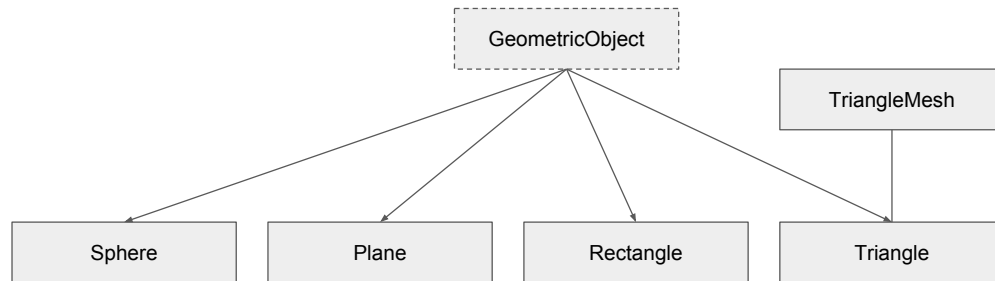 GeometricObject
TriangleMesh
Sphere
Plane
Rectangle
Triangle